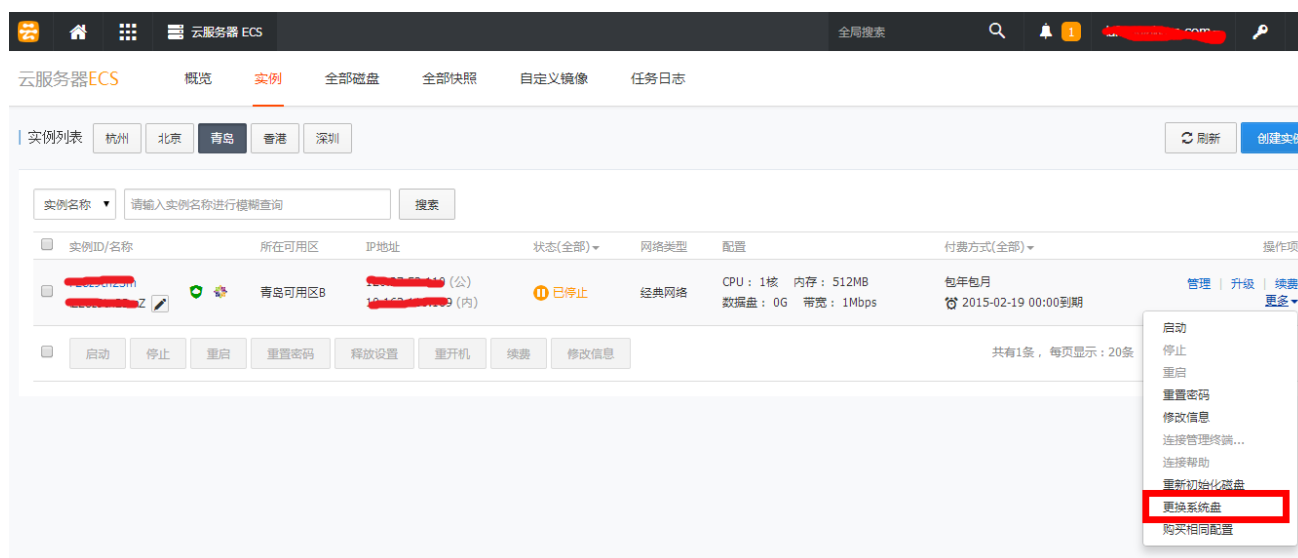 云服务器 ECS 全局搜索 1
云服务器ECS 概览 实例 全部磁盘 全部快照 自定义镜像 任务日志
实例列表 杭州 北京 青岛 香港 深圳 刷新
实例名称 请输入实例名称进行模糊查询 搜索
实例ID/名称 所在可用区 IP地址 状态(全部) 网络类型 配置 付费方式(全部) 操作项
(公) CPU： 1核 内存： 512MB 包年包月 管理 | 升级 | 续费
青岛可用区B 已停止 经典网络
Z (内) 数据盘： 0G 带宽： 1Mbps 2015-02-19 00:00到期 更多
启动 停止 重启 重置密码 释放设置 重开机 续费 修改信息 共有1条， 每页显示：20条
启动
停止
重启
重置密码
修改信息
连接管理终端...
连接帮助
重新初始化磁盘
更换系统盘
购买相同配置